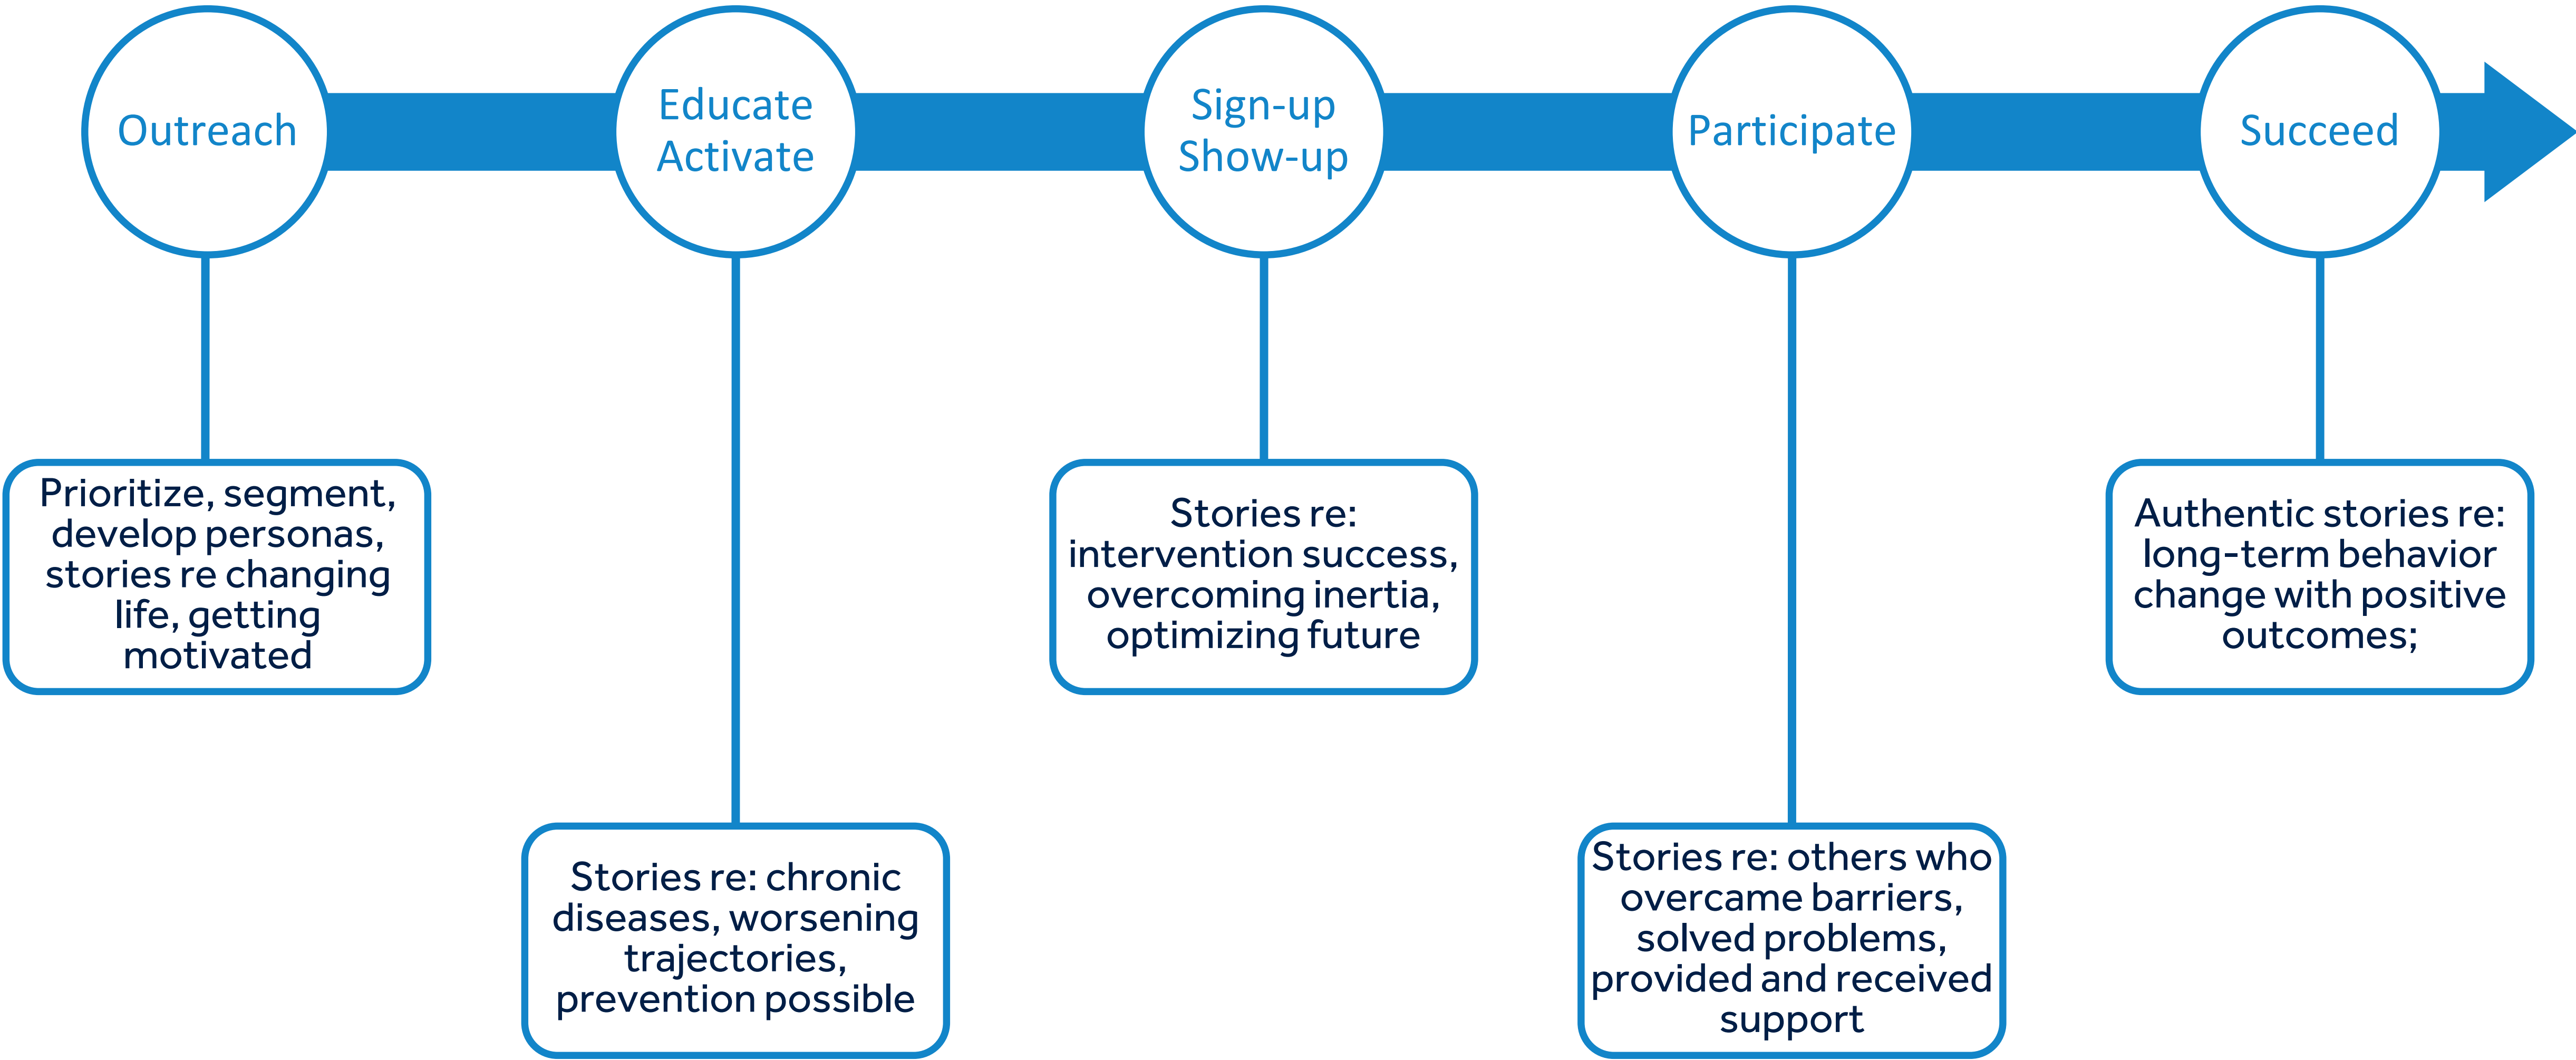 Outreach
Educate
Activate
Sign-up
Show-up
Participate
Succeed
Prioritize, segment,
develop personas,
stories re changing
life, getting
motivated
Stories re: chronic
diseases, worsening
trajectories,
prevention possible
Stories re:
intervention success,
overcoming inertia,
optimizing future
Stories re: others who
overcame barriers,
solved problems,
provided and received
support
Authentic stories re:
long-term behavior
change with positive
outcomes;